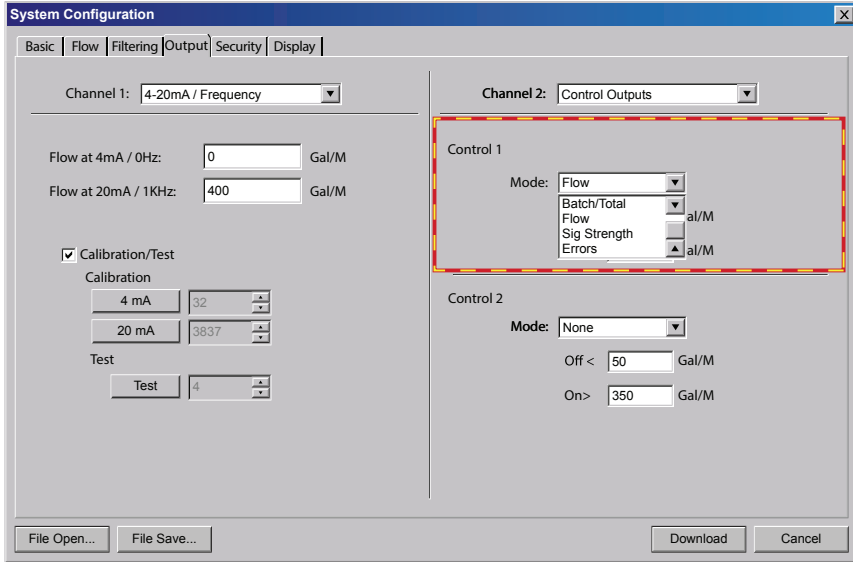 System Configuration
X
Basic Flow Filtering Output Security Display
Channel 1: 4-20mA / Frequency
Flow at 4mA / 0Hz: 0 Gal/M
Flow at 20mA / 1KHz: 400 Gal/M
Calibration/Test
Calibration
4 mA 32
20 mA 3837
Test
Test 4
Channel 2: Control Outputs
Control 1
Mode: Flow
Batch/Total
Flow al/M
Sig Strength
Errors al/M
Control 2
Mode: None
Off < 50 Gal/M
On> 350 Gal/M
File Open... File Save... Download Cancel